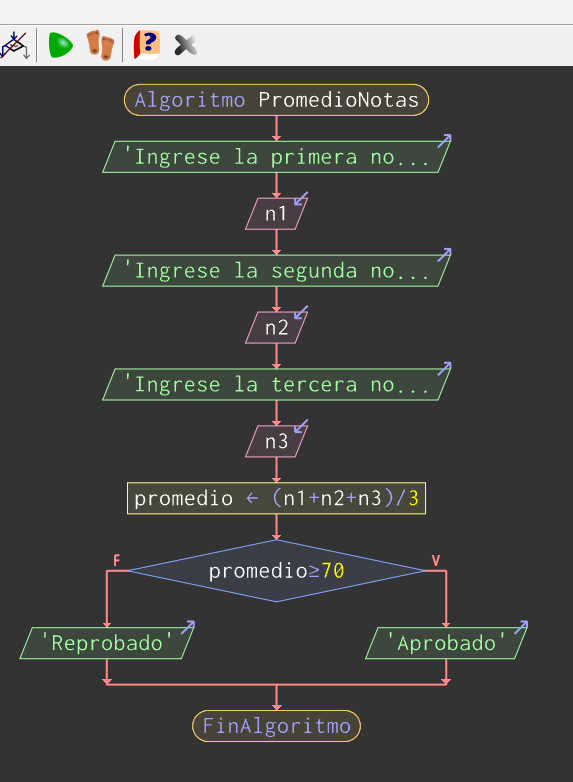 ?
Algoritmo PromedioNotas
'Ingrese la primera no...
n1
'Ingrese la segunda no...
n2
'Ingrese la tercera no...
n3
promedio ← (n1+n2+n3)/3
F
V
promedio≥70
'Reprobado'
'Aprobado'
FinAlgoritmo